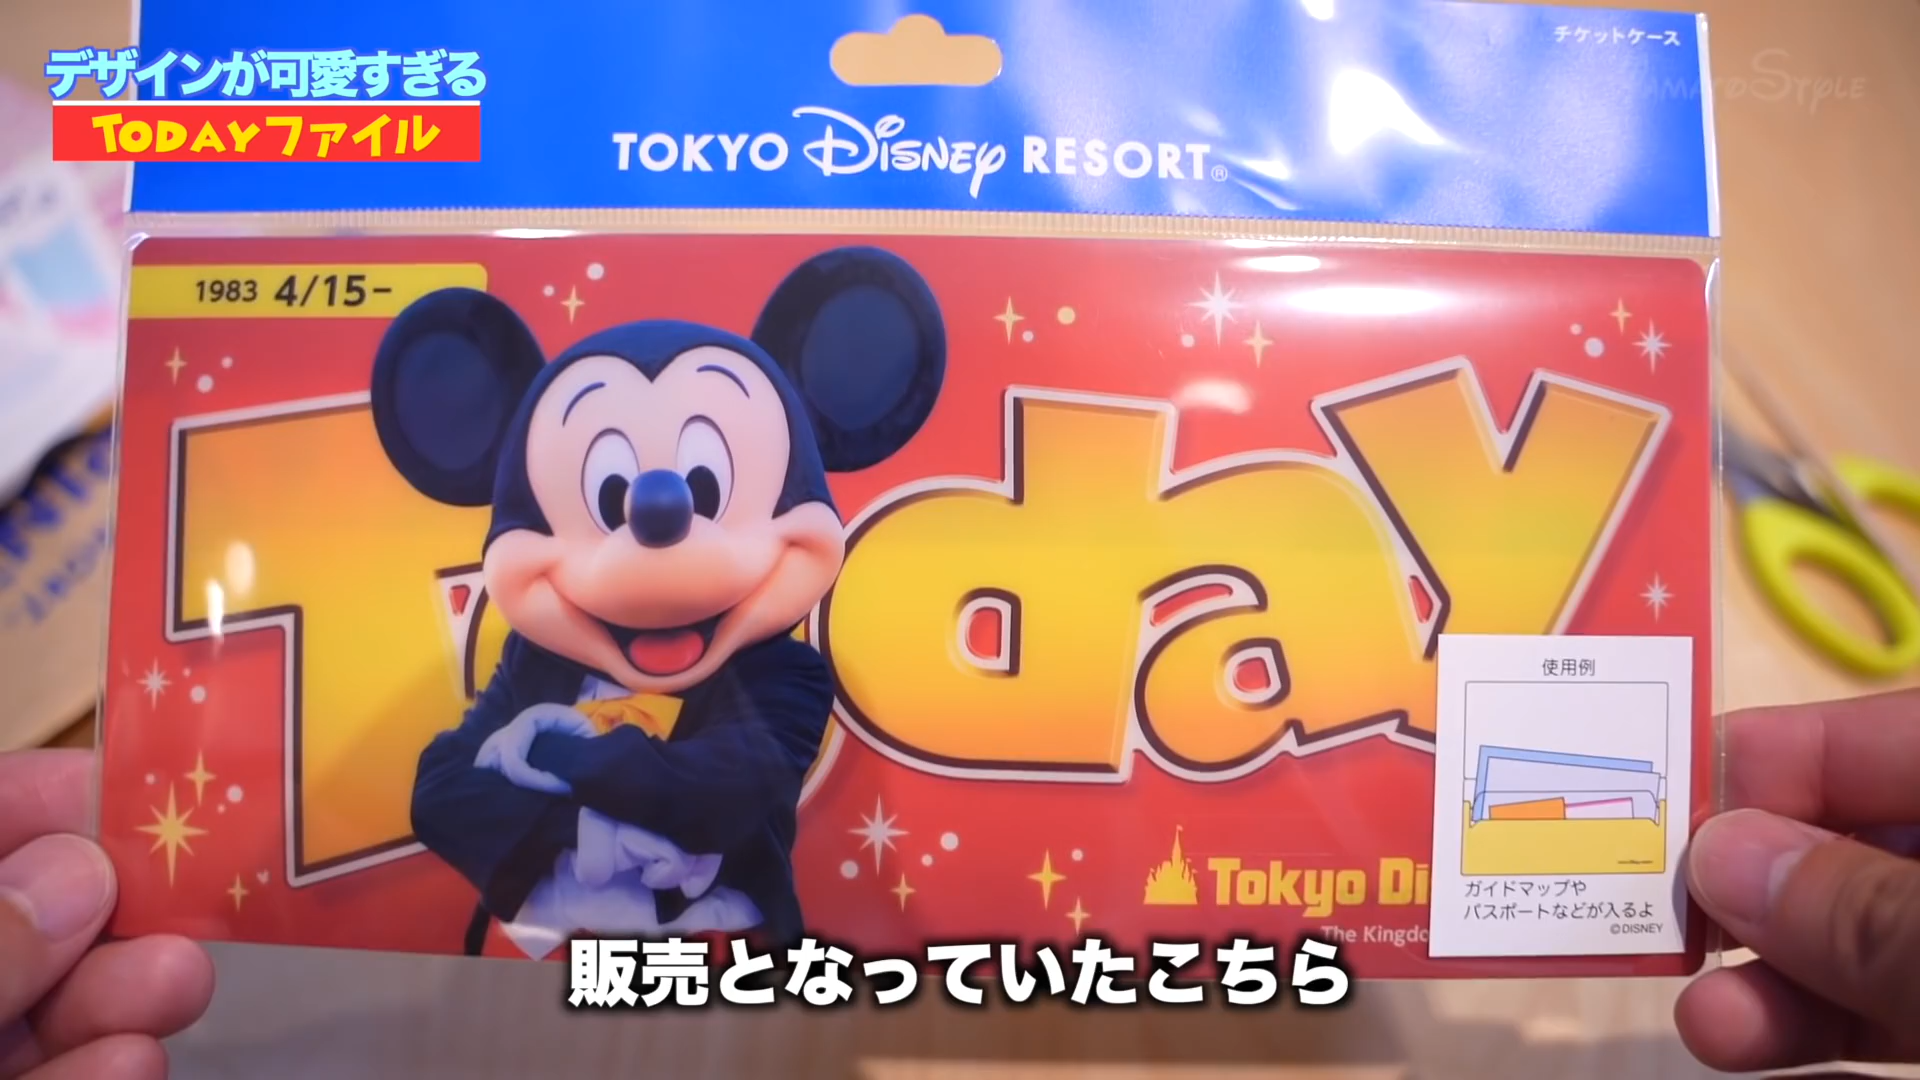 デザインが可愛すぎる
TODAYファイル
チケットケース
TOKYO Disney RESORT®
1983 4/15-
Today
使用例
ガイドマップや
パスポートなどが入るよ
©DISNEY
Tokyo Di
The Kingdo
販売となっていたこちら